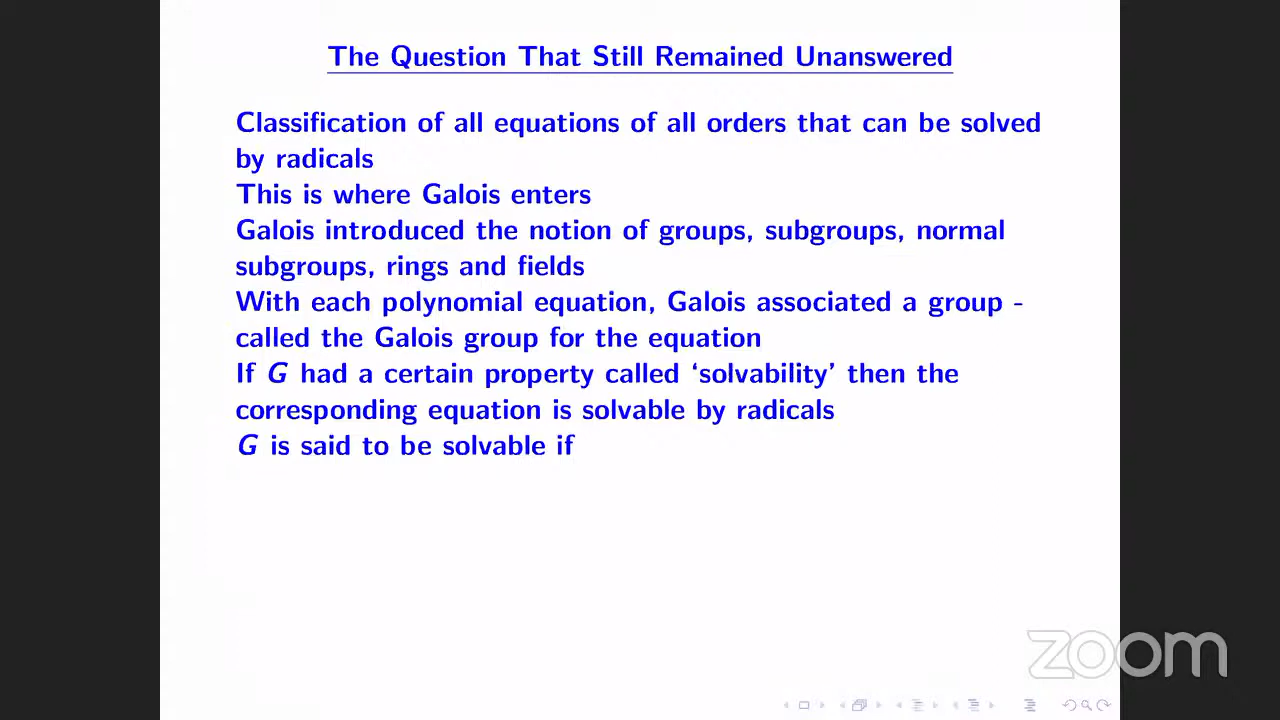 The Question That Still Remained Unanswered
Classification of all equations of all orders that can be solved
by radicals
This is where Galois enters
Galois introduced the notion of groups, subgroups, normal
subgroups, rings and fields
With each polynomial equation, Galois associated a group -
called the Galois group for the equation
If G had a certain property called ‘solvability’ then the
corresponding equation is solvable by radicals
G is said to be solvable if
zoom